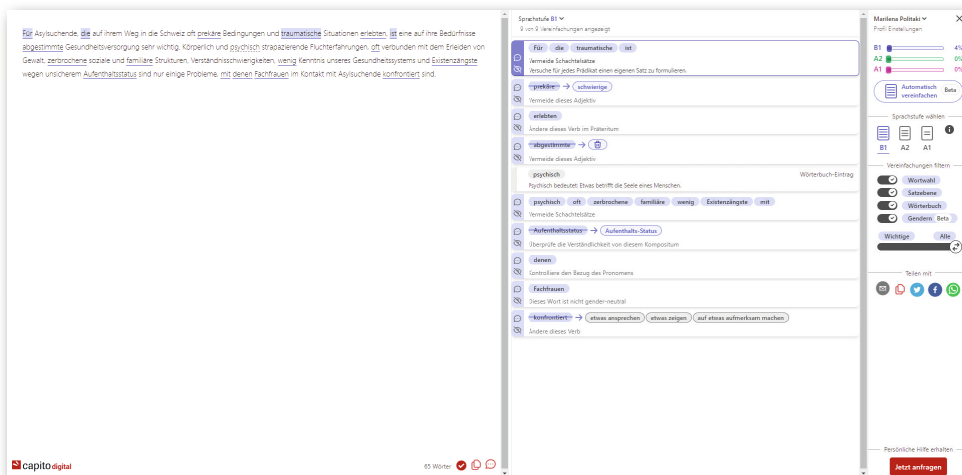 Für Asylsuchende, die auf ihrem Weg in die Schweiz oft prekäre Bedingungen und traumatische Situationen erlebten, ist eine auf ihre Bedürfnisse
abgestimmte Gesundheitsversorgung sehr wichtig. Körperlich und psychisch strapazierende Fluchterfahrungen, oft verbunden mit dem Erleiden von
Gewalt, zerbrochene soziale und familiäre Strukturen, Verständnisschwierigkeiten, wenig Kenntnis unseres Gesundheitssystems und Existenzängste
wegen unsicherem Aufenthaltsstatus sind nur einige Probleme, mit denen Fachfrauen im Kontakt mit Asylsuchende konfrontiert sind.
capito digital
65 Wörter
Sprachstufe B1
9 von 9 Vereinfachungen angezeigt
Für die traumatische ist
Vermeide Schachtelsätze
Versuche für jedes Prädikat einen eigenen Satz zu formulieren.
prekäre → schwierige
Vermeide dieses Adjektiv
erlebten
Ändere dieses Verb im Präteritum
abgestimmte →
Vermeide dieses Adjektiv
psychisch Wörterbuch-Eintrag
Psychisch bedeutet: Etwas betrifft die Seele eines Menschen.
psychisch oft zerbrochene familiäre wenig Existenzängste mit
Vermeide Schachtelsätze
Aufenthaltsstatus → Aufenthalts-Status
Überprüfe die Verständlichkeit von diesem Kompositum
denen
Kontrolliere den Bezug des Pronomens
Fachfrauen
Dieses Wort ist nicht gender-neutral
konfrontiert → etwas ansprechen etwas zeigen auf etwas aufmerksam machen
Ändere dieses Verb
Marilena Politaki
Profil Einstellungen
B1 4%
A2 0%
A1 0%
Automatisch vereinfachen Beta
Sprachstufe wählen
B1 A2 A1
Vereinfachungen filtern
Wortwahl
Satzebene
Wörterbuch
Gendern Beta
Wichtige Alle
Teilen mit
Persönliche Hilfe erhalten
Jetzt anfragen